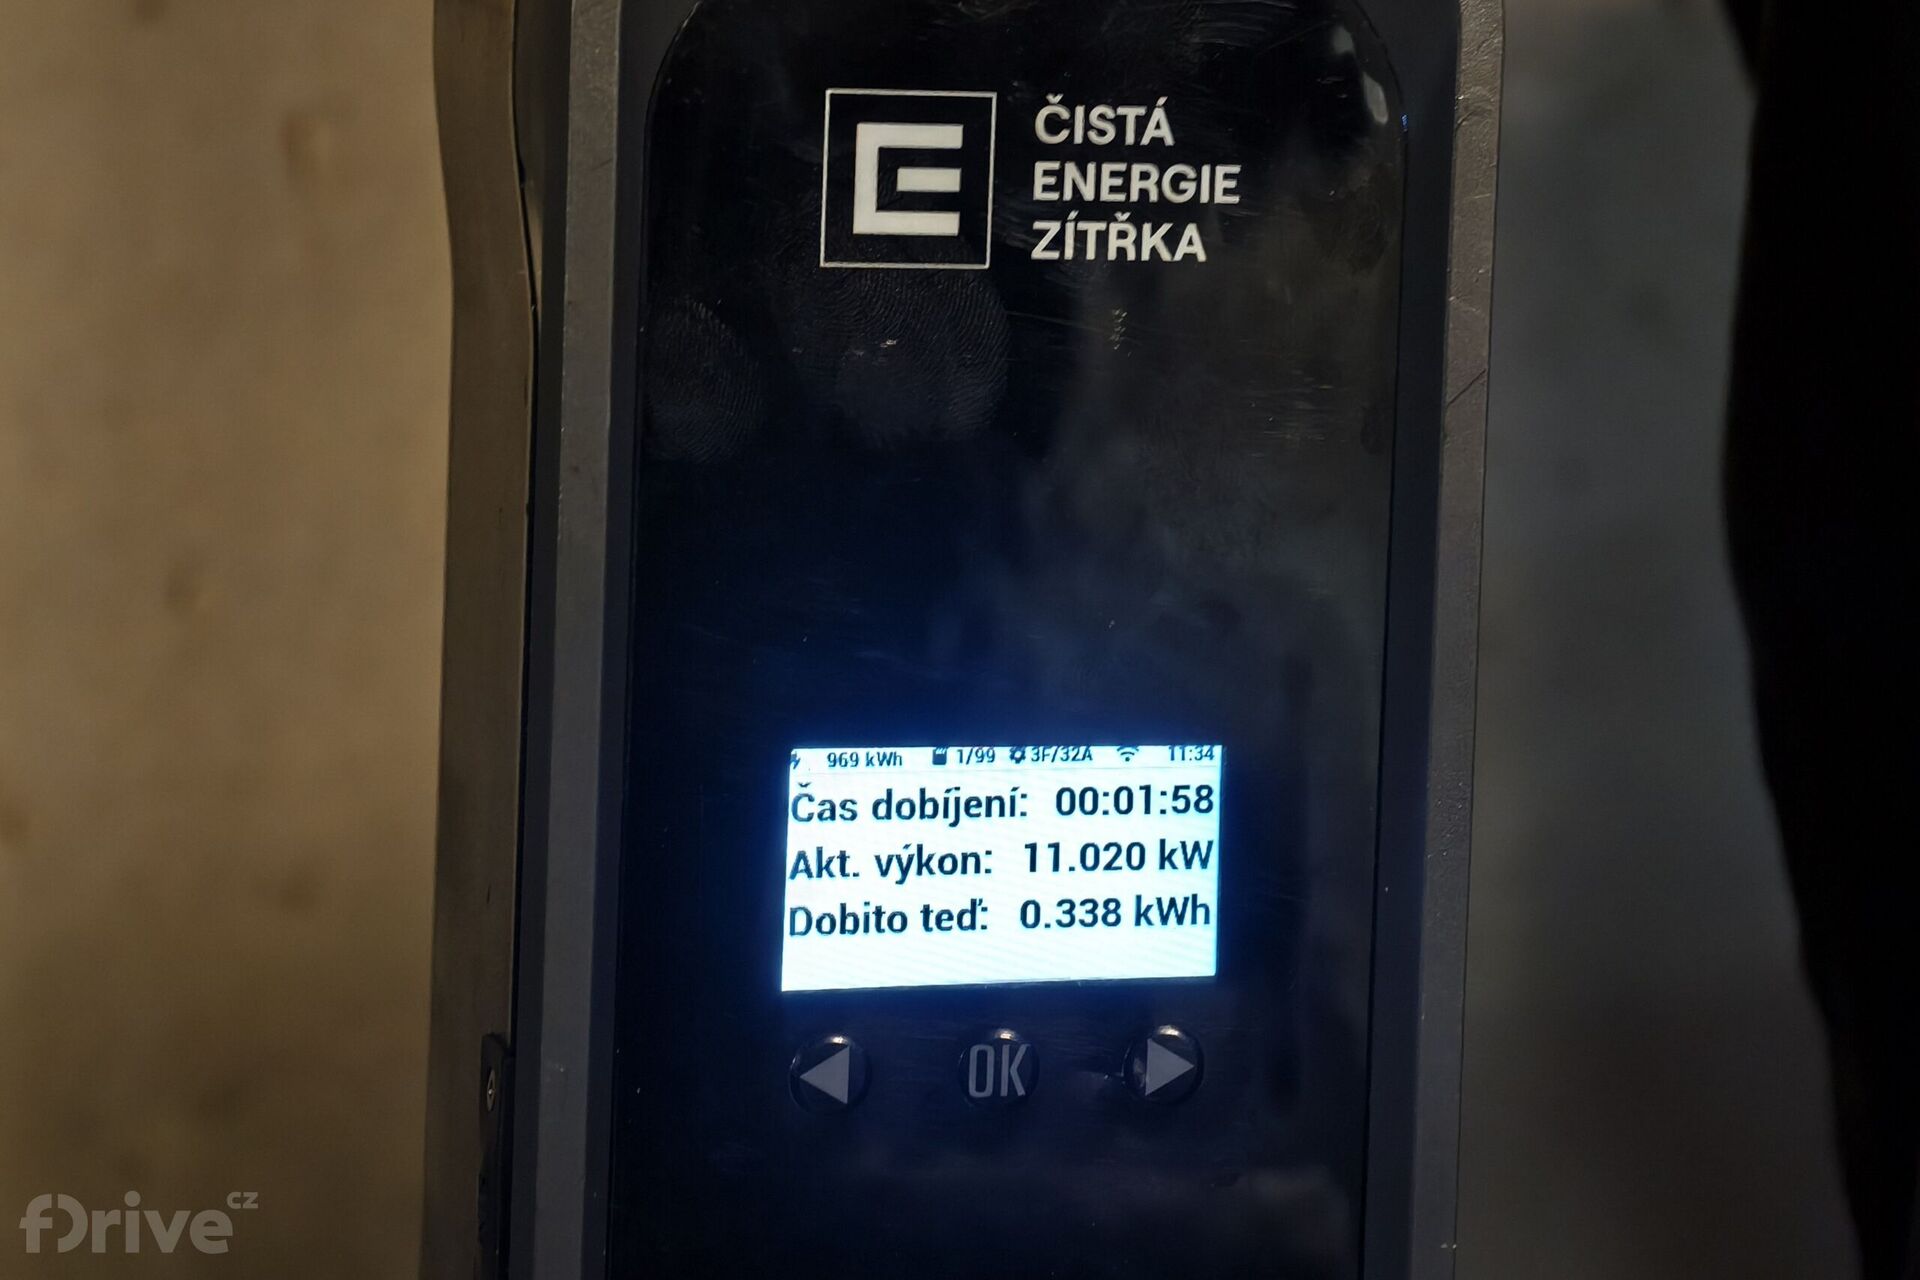 ČISTÁ
ENERGIE
ZÍTŘKA
969 kWh 1/99 3F/32A 11:34
Čas dobíjení: 00:01:58
Akt. výkon: 11.020 kW
Dobito teď: 0.338 kWh
OK
fDrive.cz